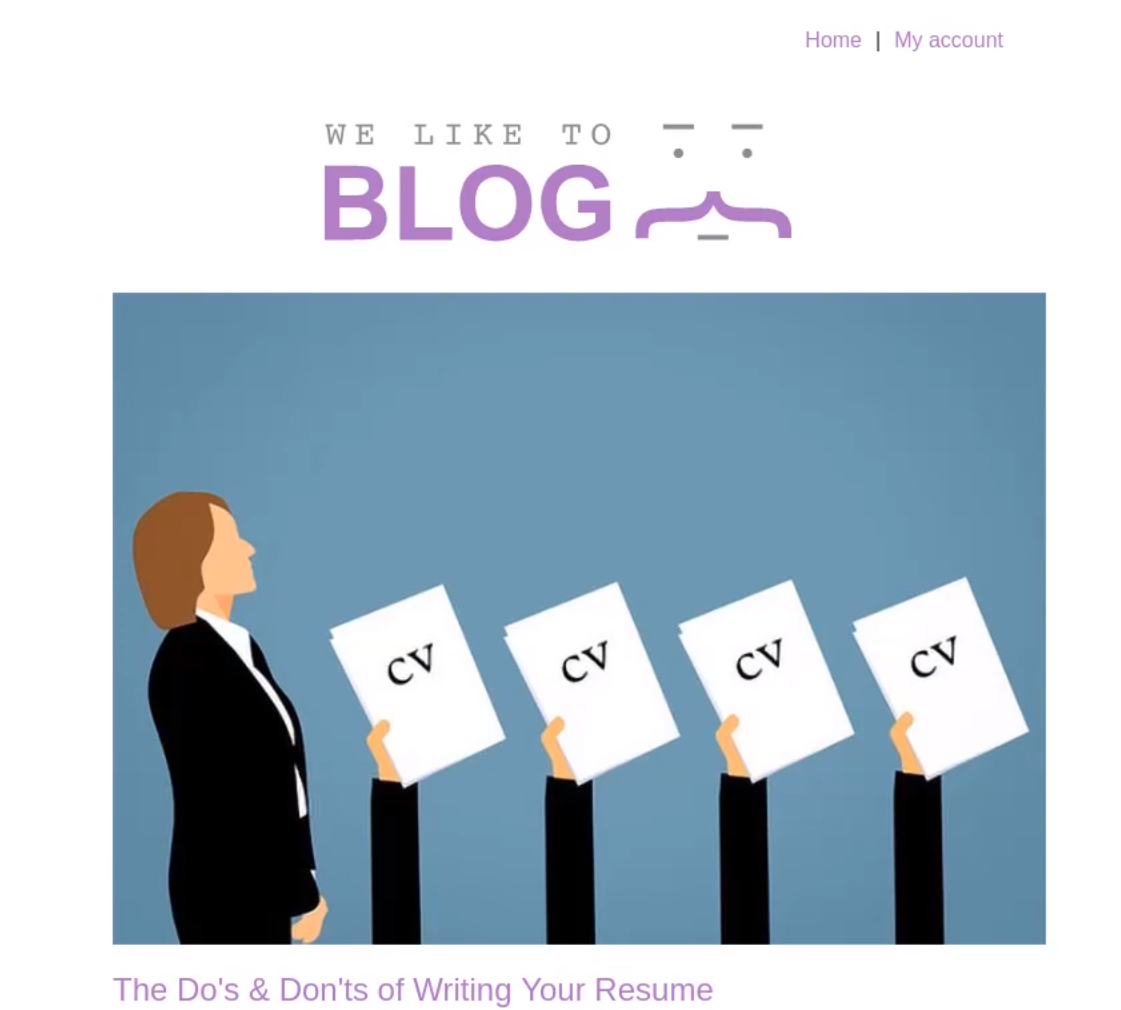 Home | My account
WE LIKE TO
BLOG
CV CV CV CV
The Do's & Don'ts of Writing Your Resume